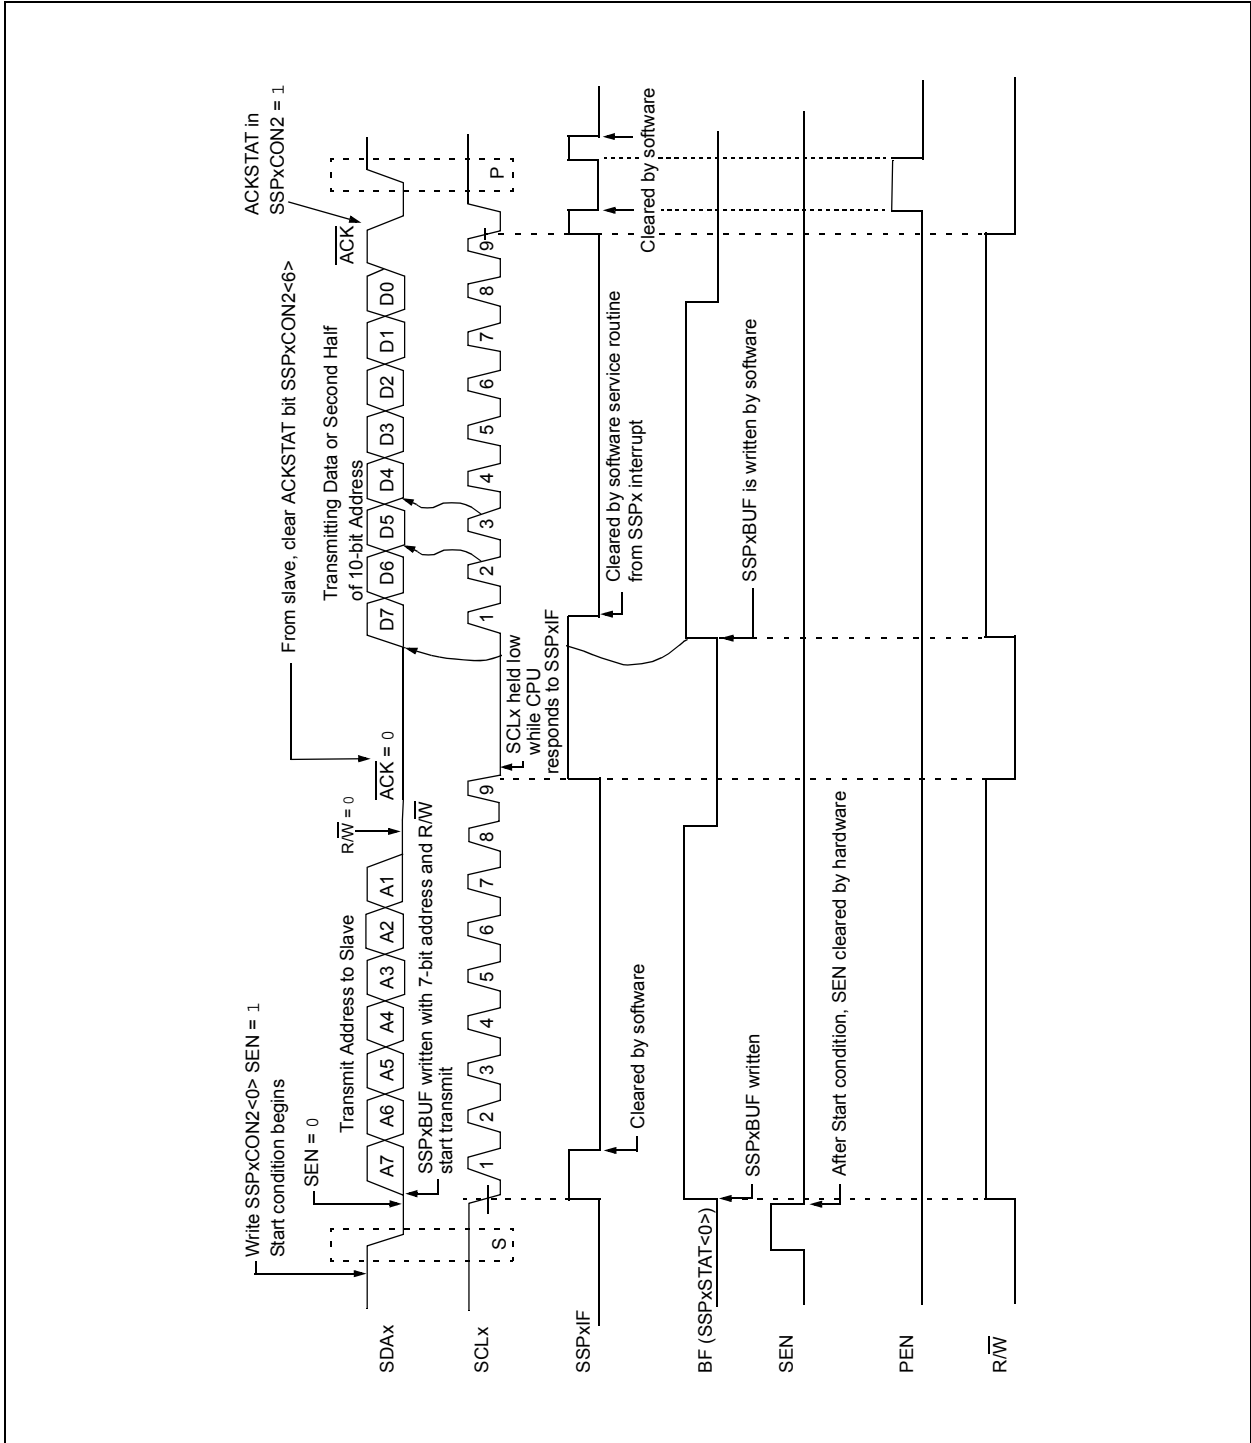 Write SSPxCON2<0> SEN = 1
Start condition begins
SEN = 0
From slave, clear ACKSTAT bit SSPxCON2<6>
ACKSTAT in
SSPxCON2 = 1
Transmit Address to Slave
R/W = 0
ACK = 0
Transmitting Data or Second Half
of 10-bit Address
ACK
SDAx
A7 A6 A5 A4 A3 A2 A1
D7 D6 D5 D4 D3 D2 D1 D0
SSPxBUF written with 7-bit address and R/W
start transmit
SCLx
S
1 2 3 4 5 6 7 8 9
1 2 3 4 5 6 7 8 9
P
SCLx held low
while CPU
responds to SSPxIF
SSPxIF
Cleared by software
Cleared by software service routine
from SSPx interrupt
Cleared by software
Cleared by software
BF (SSPxSTAT<0>)
SSPxBUF written
SSPxBUF is written by software
SEN
After Start condition, SEN cleared by hardware
PEN
R/W